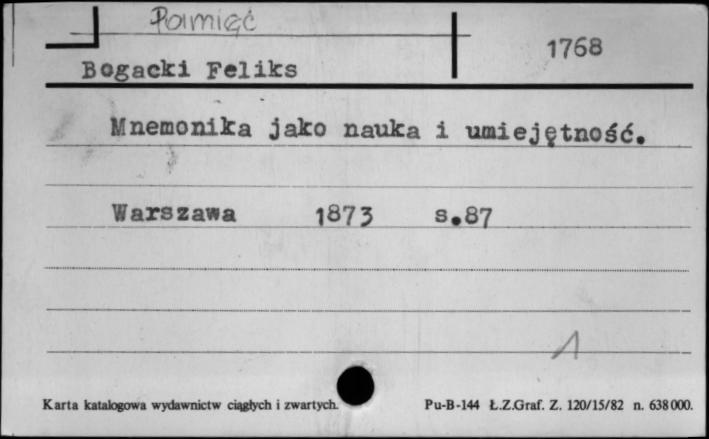 Pamięć
1768
Bogacki Feliks
Mnemonika jako nauka i umiejętność.
Warszawa 1873 s.87
1
Karta katalogowa wydawnictw ciągłych i zwartych.
Pu-B-144 Ł.Z.Graf. Z. 120/15/82 n. 638000.